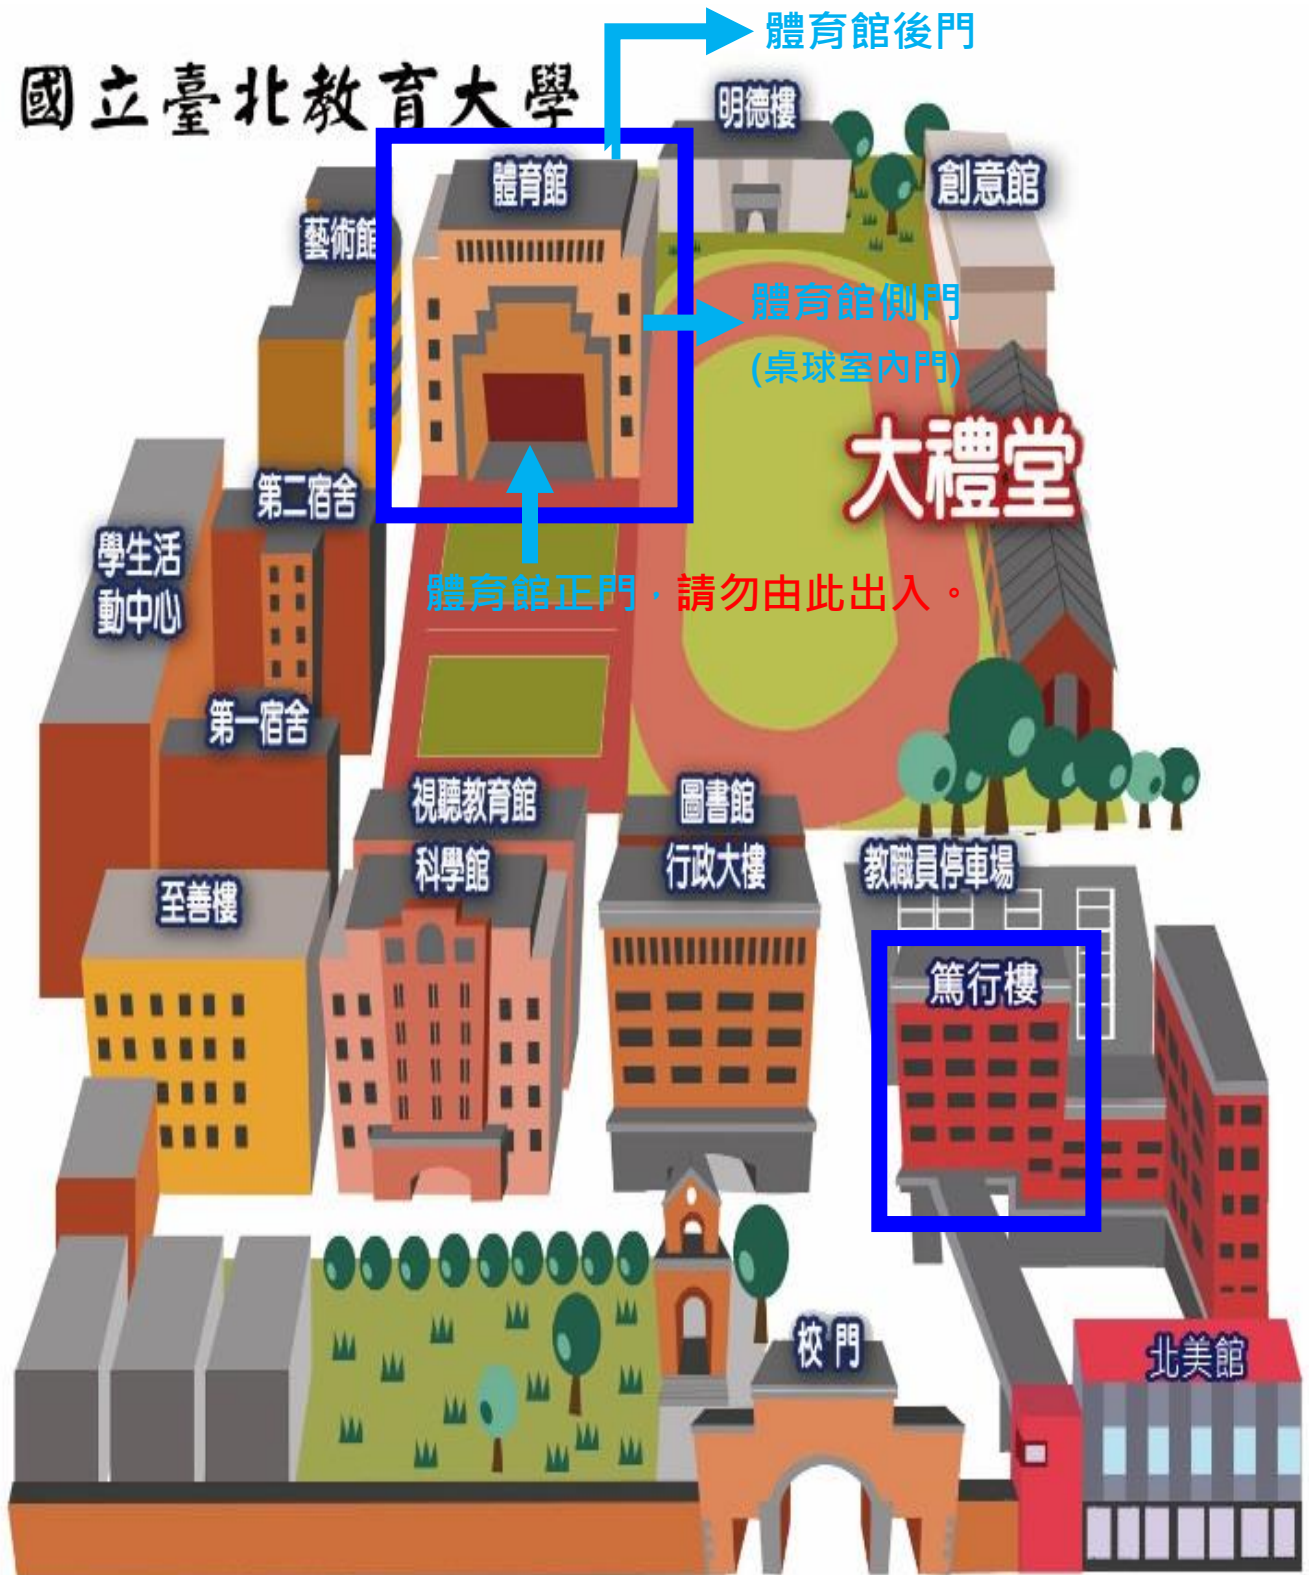 體育館後門
國立臺北教育大學
明德樓
體育館
創意館
藝術館
體育館側門
(桌球室內門)
大禮堂
第二宿舍
學生活
動中心
體育館正門，請勿由此出入。
第一宿舍
視聽教育館
圖書館
科學館
行政大樓
教職員停車場
至善樓
篤行樓
校門
北美館